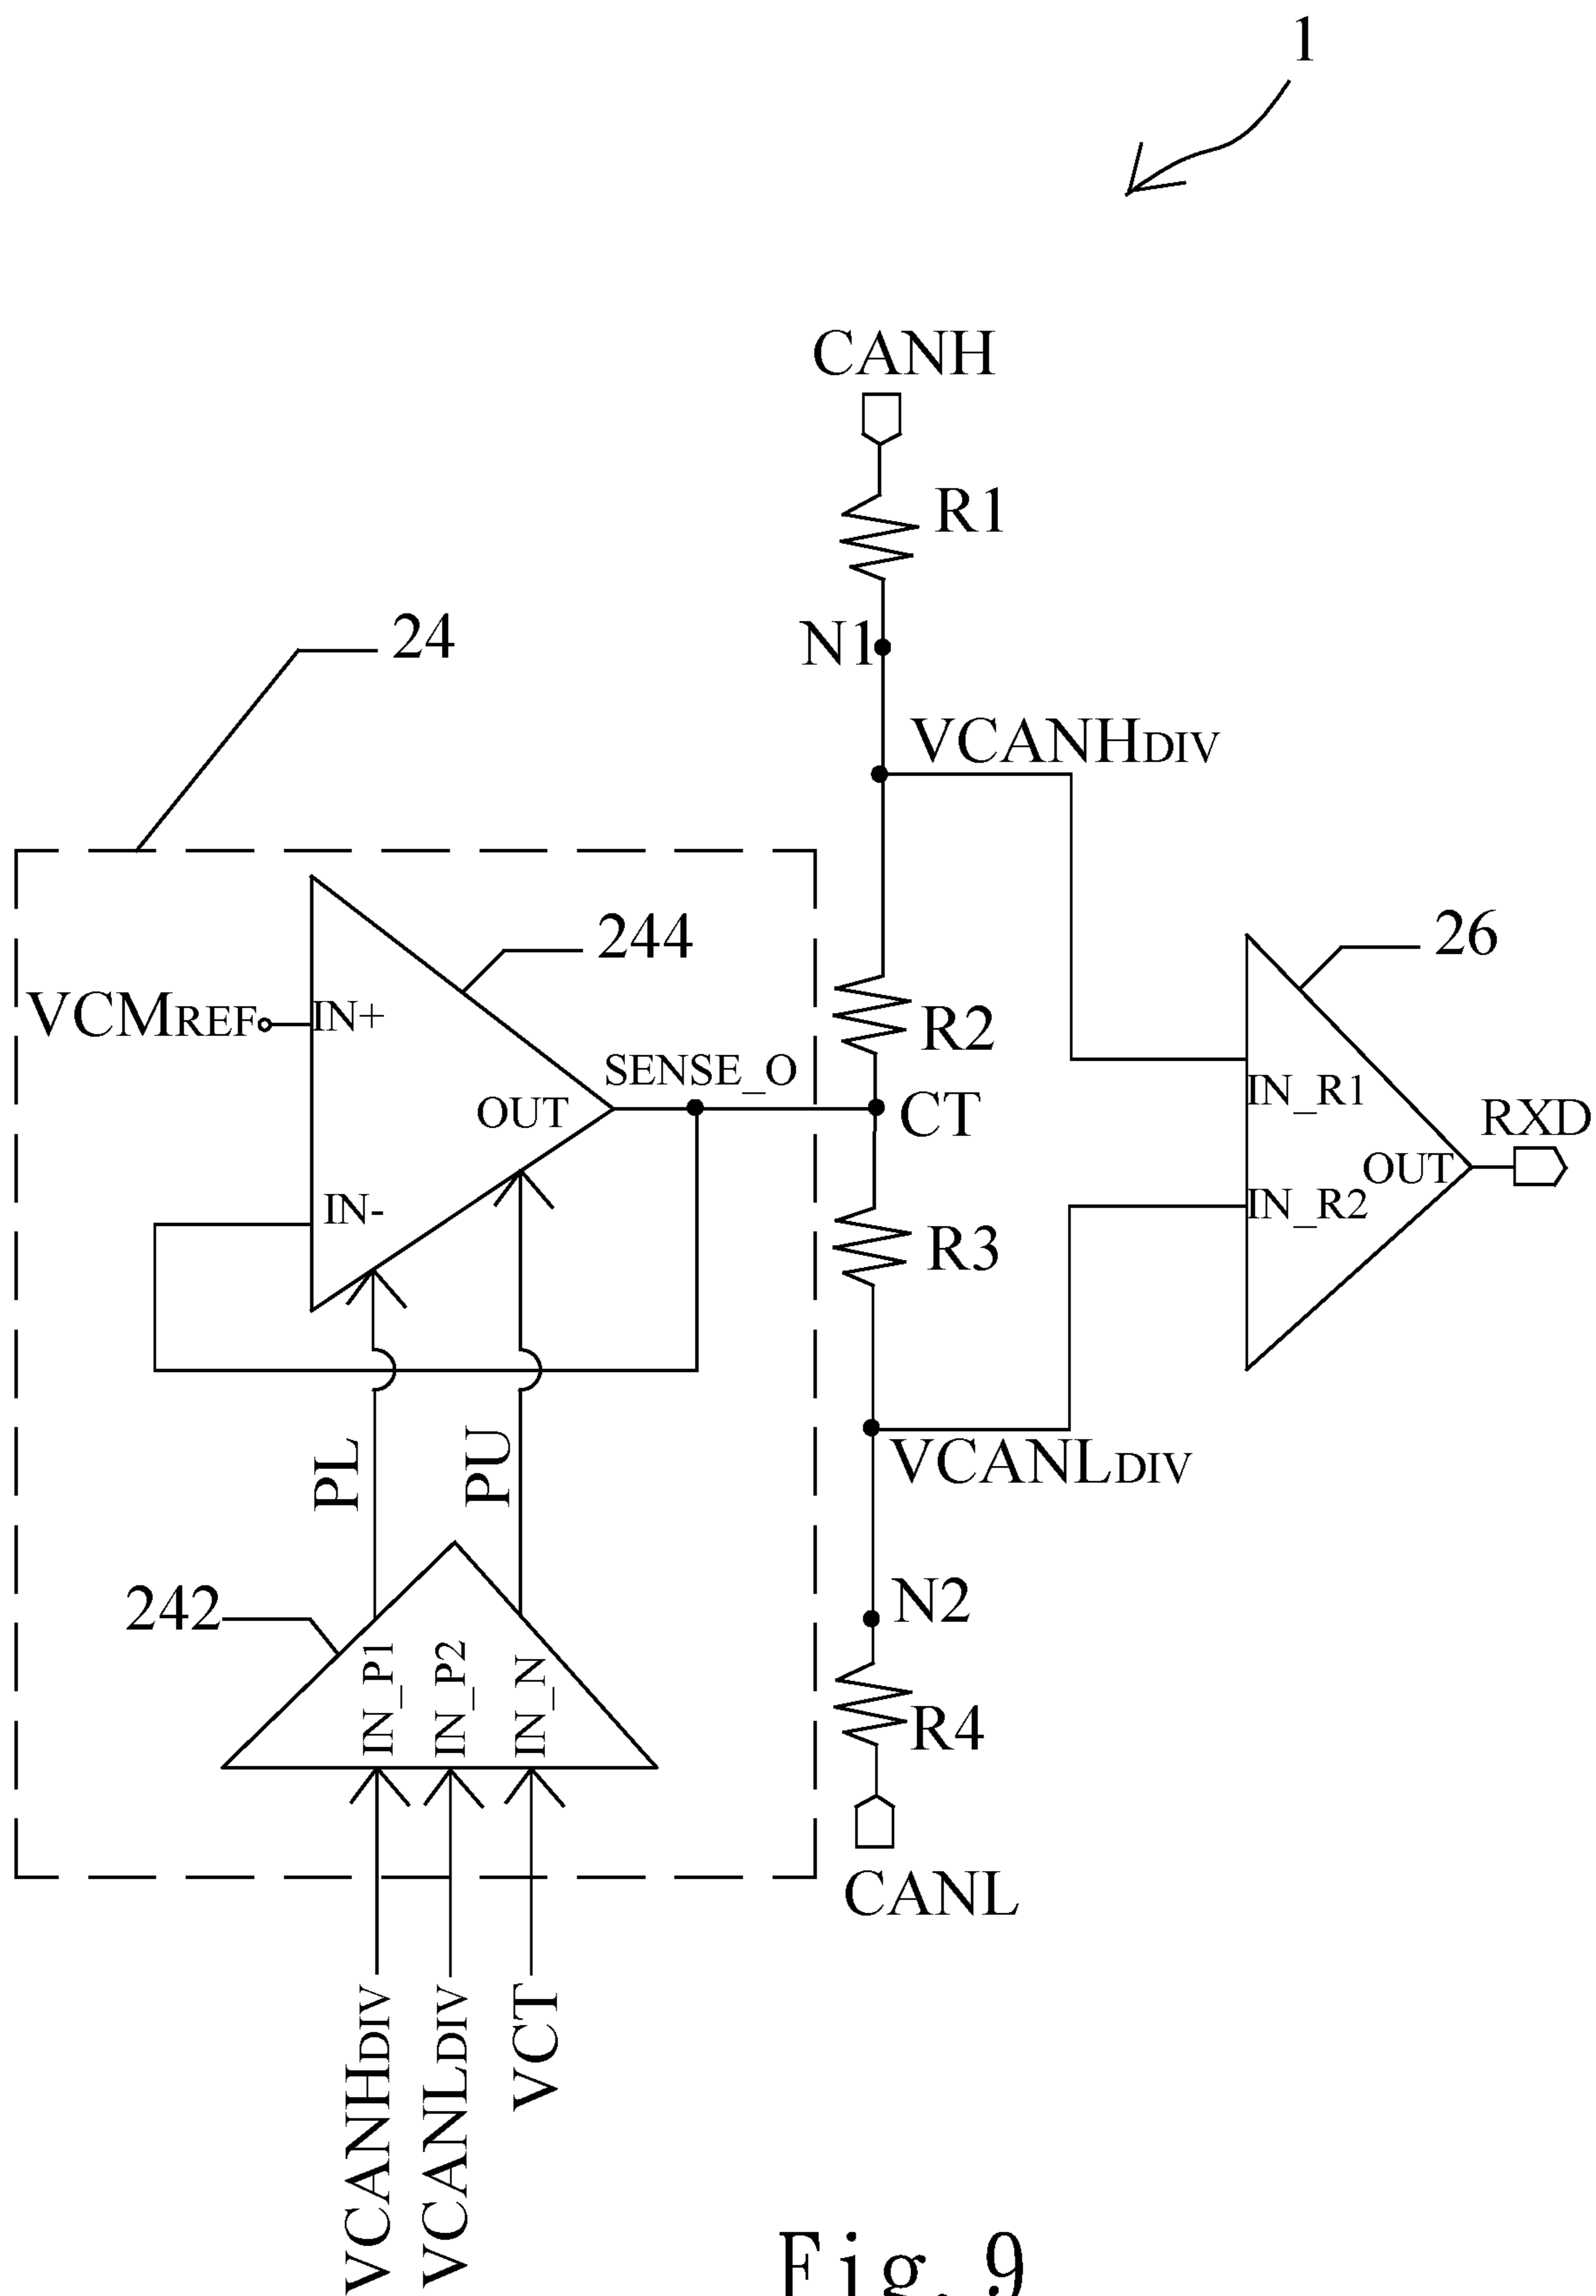 1
CANH
R1
24
N1
VCANHDIV
244
26
VCMREF
IN+
R2
SENSE_O
OUT
CT
IN_R1
RXD
OUT
IN-
IN_R2
R3
PL
PU
VCANLDIV
242
N2
IN_P1
IN_P2
IN_N
R4
CANL
VCANHDIV
VCANLDIV
VCT
Fig. 9